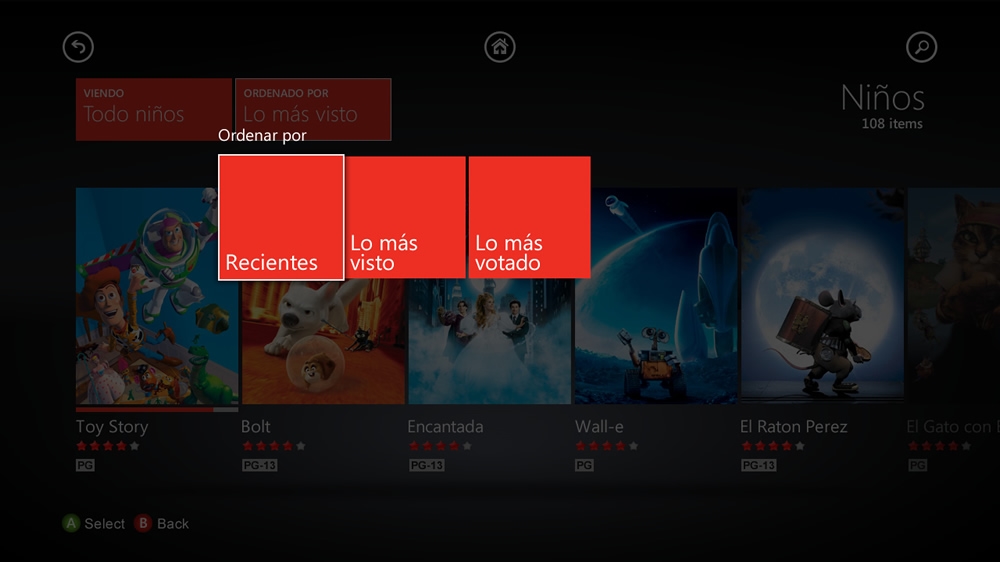 VIENDO
Todo niños
ORDENADO POR
Lo más visto
Niños
108 items
Ordenar por
Recientes
Lo más
visto
Lo más
votado
Toy Story
PG
Bolt
PG-13
Encantada
PG-13
Wall-e
PG
El Raton Perez
PG-13
El Gato con
PG
A Select B Back